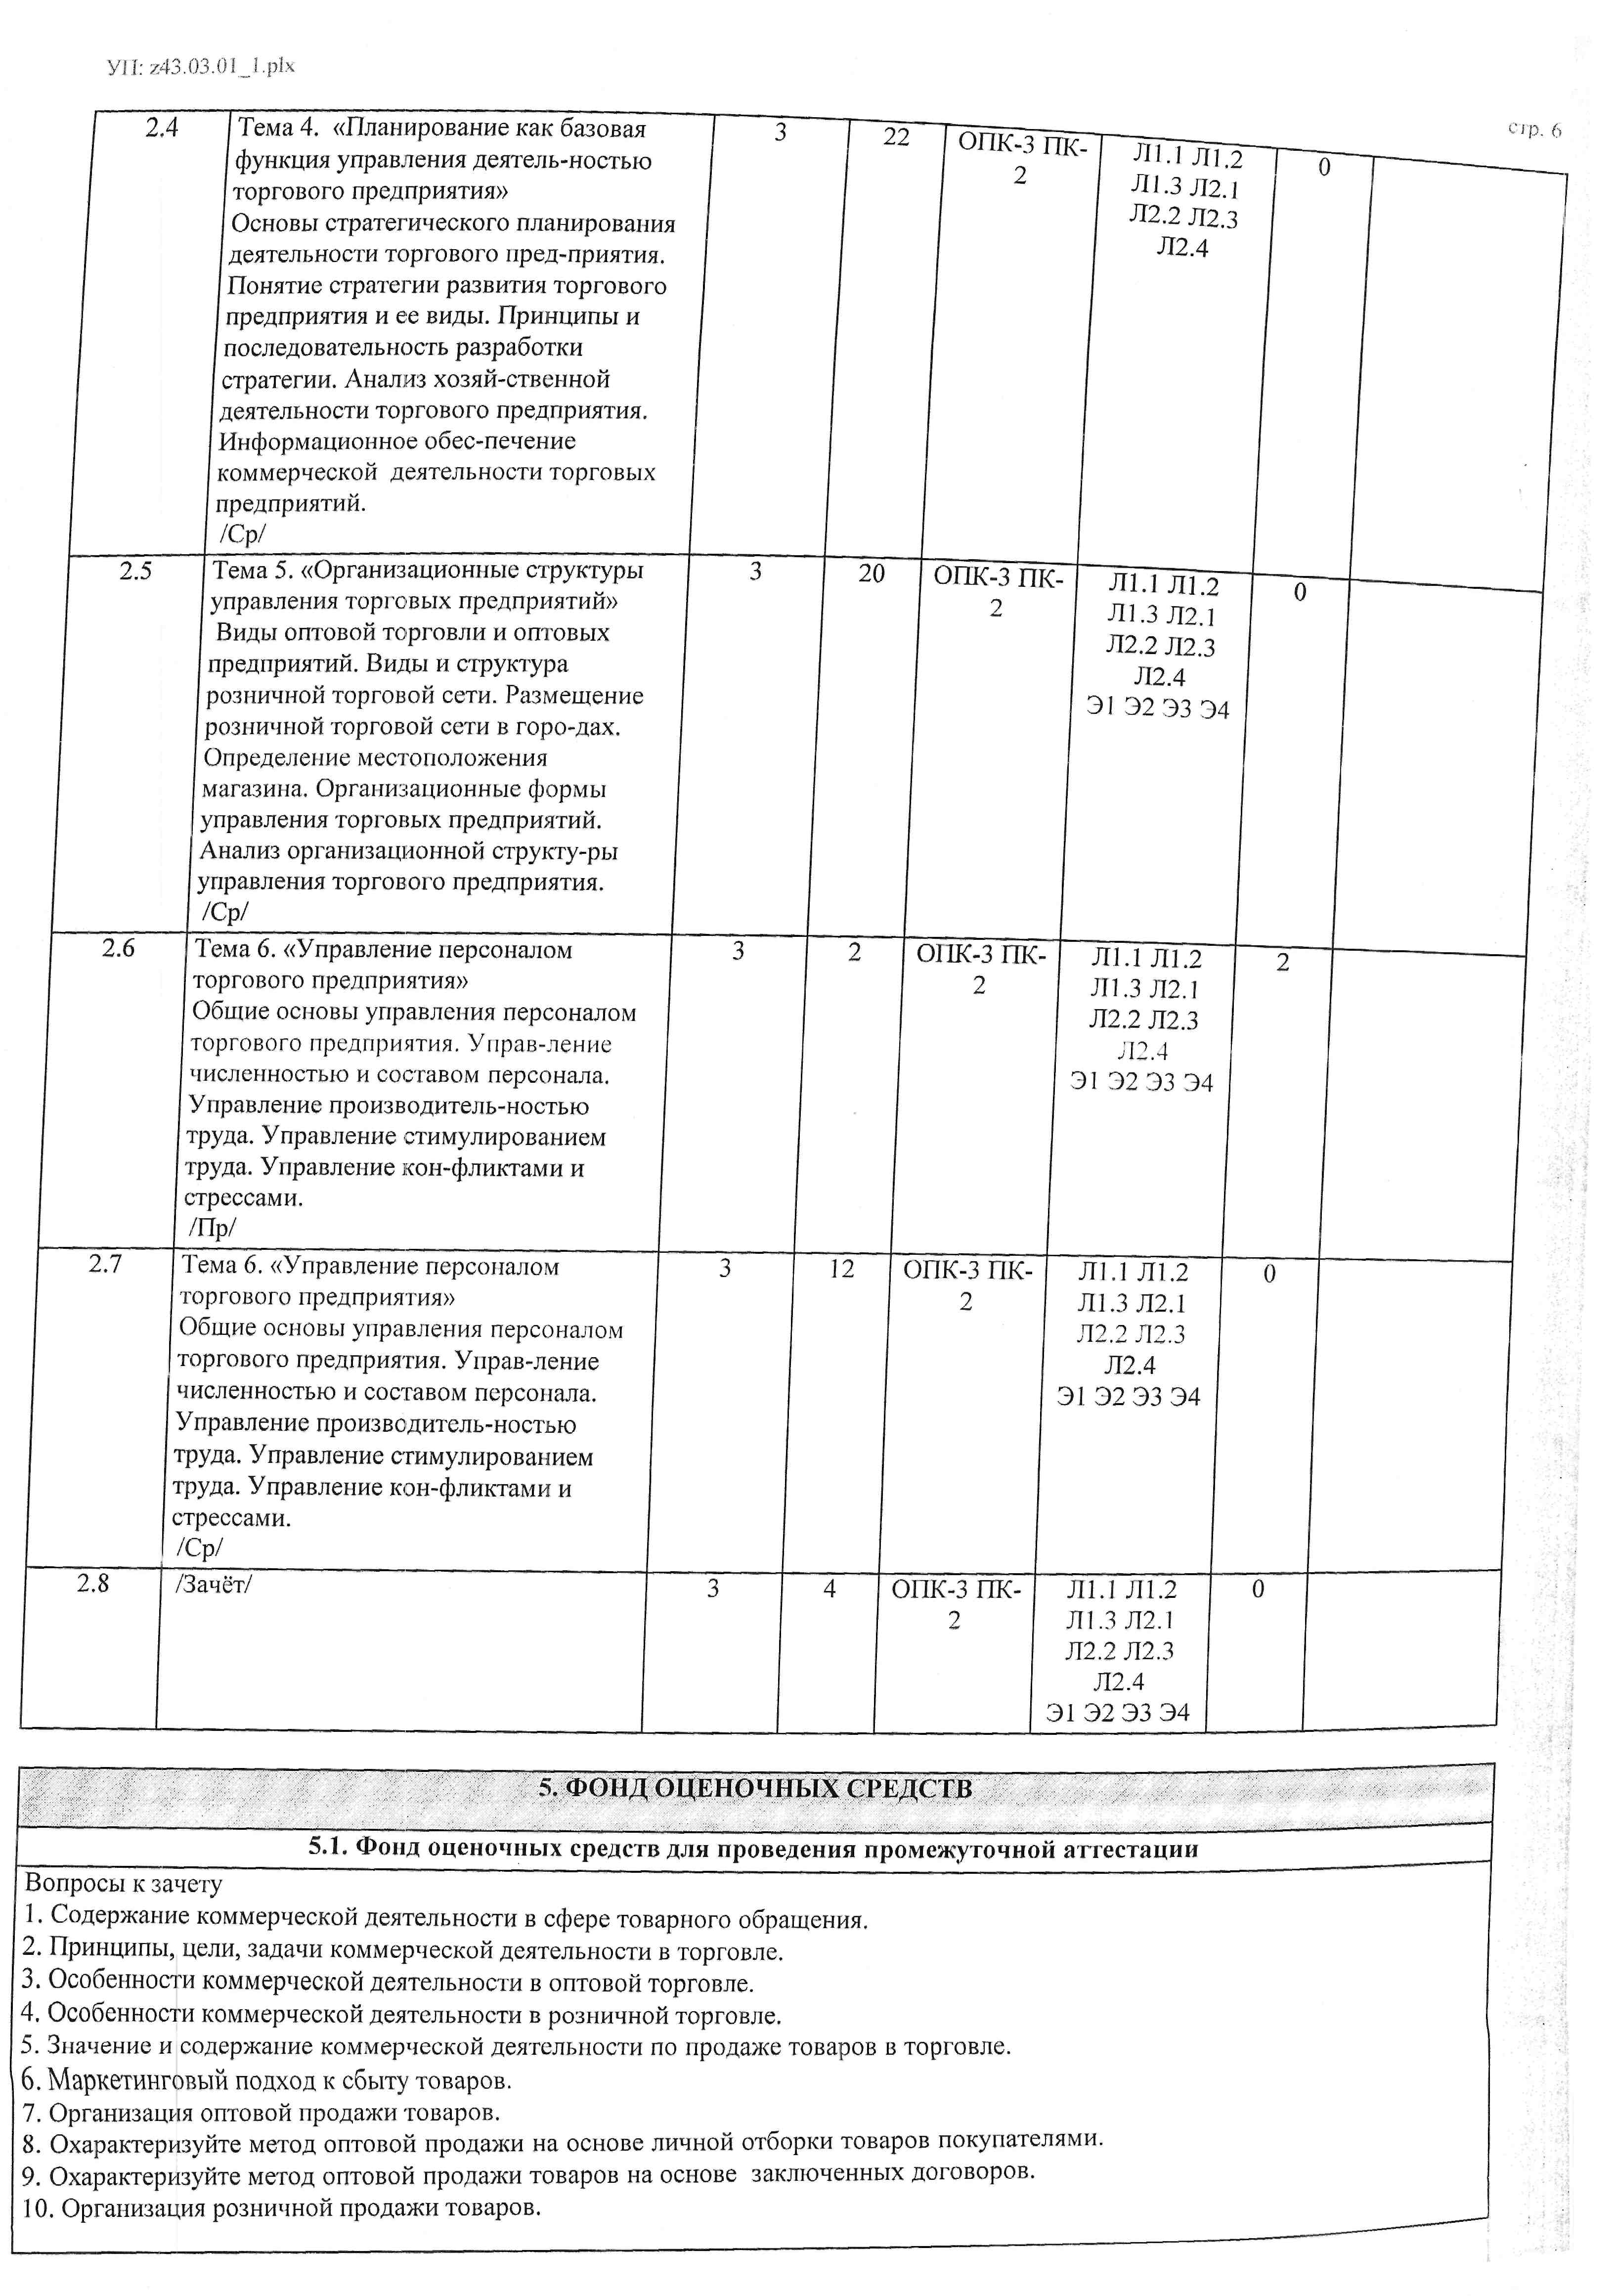 УП: z43.03.01_1.plx
стр. 6
2.4
Тема 4. «Планирование как базовая
функция управления деятель-ностью
торгового предприятия»
Основы стратегического планирования
деятельности торгового пред-приятия.
Понятие стратегии развития торгового
предприятия и ее виды. Принципы и
последовательность разработки
стратегии. Анализ хозяй-ственной
деятельности торгового предприятия.
Информационное обес-печение
коммерческой деятельности торговых
предприятий.
/Ср/
3
22
ОПК-3 ПК-
2
Л1.1 Л1.2
Л1.3 Л2.1
Л2.2 Л2.3
Л2.4
0
2.5
Тема 5. «Организационные структуры
управления торговых предприятий»
Виды оптовой торговли и оптовых
предприятий. Виды и структура
розничной торговой сети. Размещение
розничной торговой сети в горо-дах.
Определение местоположения
магазина. Организационные формы
управления торговых предприятий.
Анализ организационной структу-ры
управления торгового предприятия.
/Ср/
3
20
ОПК-3 ПК-
2
Л1.1 Л1.2
Л1.3 Л2.1
Л2.2 Л2.3
Л2.4
Э1 Э2 Э3 Э4
0
2.6
Тема 6. «Управление персоналом
торгового предприятия»
Общие основы управления персоналом
торгового предприятия. Управ-ление
численностью и составом персонала.
Управление производитель-ностью
труда. Управление стимулированием
труда. Управление кон-фликтами и
стрессами.
/Пр/
3
2
ОПК-3 ПК-
2
Л1.1 Л1.2
Л1.3 Л2.1
Л2.2 Л2.3
Л2.4
Э1 Э2 Э3 Э4
2
2.7
Тема 6. «Управление персоналом
торгового предприятия»
Общие основы управления персоналом
торгового предприятия. Управ-ление
численностью и составом персонала.
Управление производитель-ностью
труда. Управление стимулированием
труда. Управление кон-фликтами и
стрессами.
/Ср/
3
12
ОПК-3 ПК-
2
Л1.1 Л1.2
Л1.3 Л2.1
Л2.2 Л2.3
Л2.4
Э1 Э2 Э3 Э4
0
2.8
/Зачёт/
3
4
ОПК-3 ПК-
2
Л1.1 Л1.2
Л1.3 Л2.1
Л2.2 Л2.3
Л2.4
Э1 Э2 Э3 Э4
0
5. ФОНД ОЦЕНОЧНЫХ СРЕДСТВ
5.1. Фонд оценочных средств для проведения промежуточной аттестации
Вопросы к зачету
1. Содержание коммерческой деятельности в сфере товарного обращения.
2. Принципы, цели, задачи коммерческой деятельности в торговле.
3. Особенности коммерческой деятельности в оптовой торговле.
4. Особенности коммерческой деятельности в розничной торговле.
5. Значение и содержание коммерческой деятельности по продаже товаров в торговле.
6. Маркетинговый подход к сбыту товаров.
7. Организация оптовой продажи товаров.
8. Охарактеризуйте метод оптовой продажи на основе личной отборки товаров покупателями.
9. Охарактеризуйте метод оптовой продажи товаров на основе заключенных договоров.
10. Организация розничной продажи товаров.